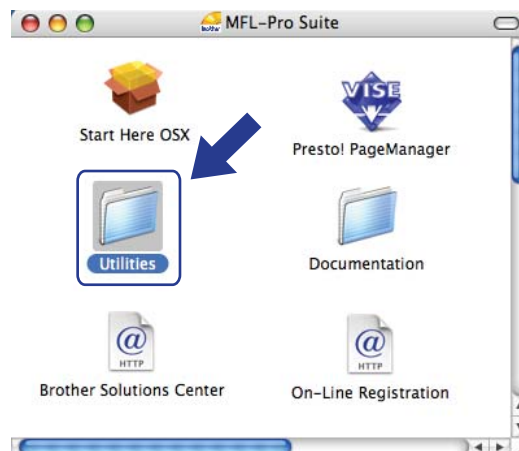 MFL-Pro Suite
Start Here OSX
VISE
Presto! PageManager
Utilities
Documentation
@
HTTP
Brother Solutions Center
@
HTTP
On-Line Registration